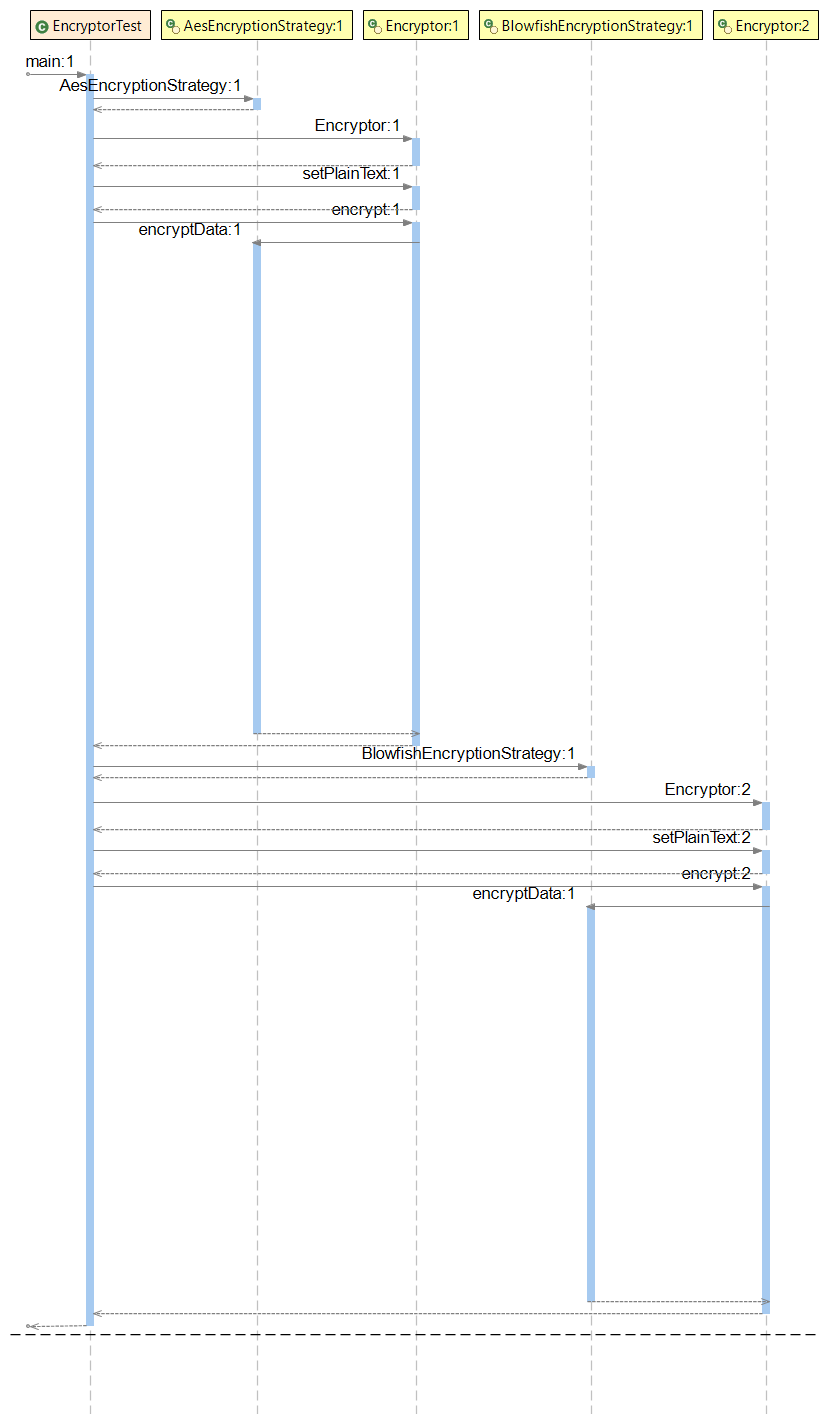 EncryptorTest
AesEncryptionStrategy:1
Encryptor:1
BlowfishEncryptionStrategy:1
Encryptor:2
main:1
AesEncryptionStrategy:1
Encryptor:1
setPlainText:1
encrypt:1
encryptData:1
BlowfishEncryptionStrategy:1
Encryptor:2
setPlainText:2
encrypt:2
encryptData:1